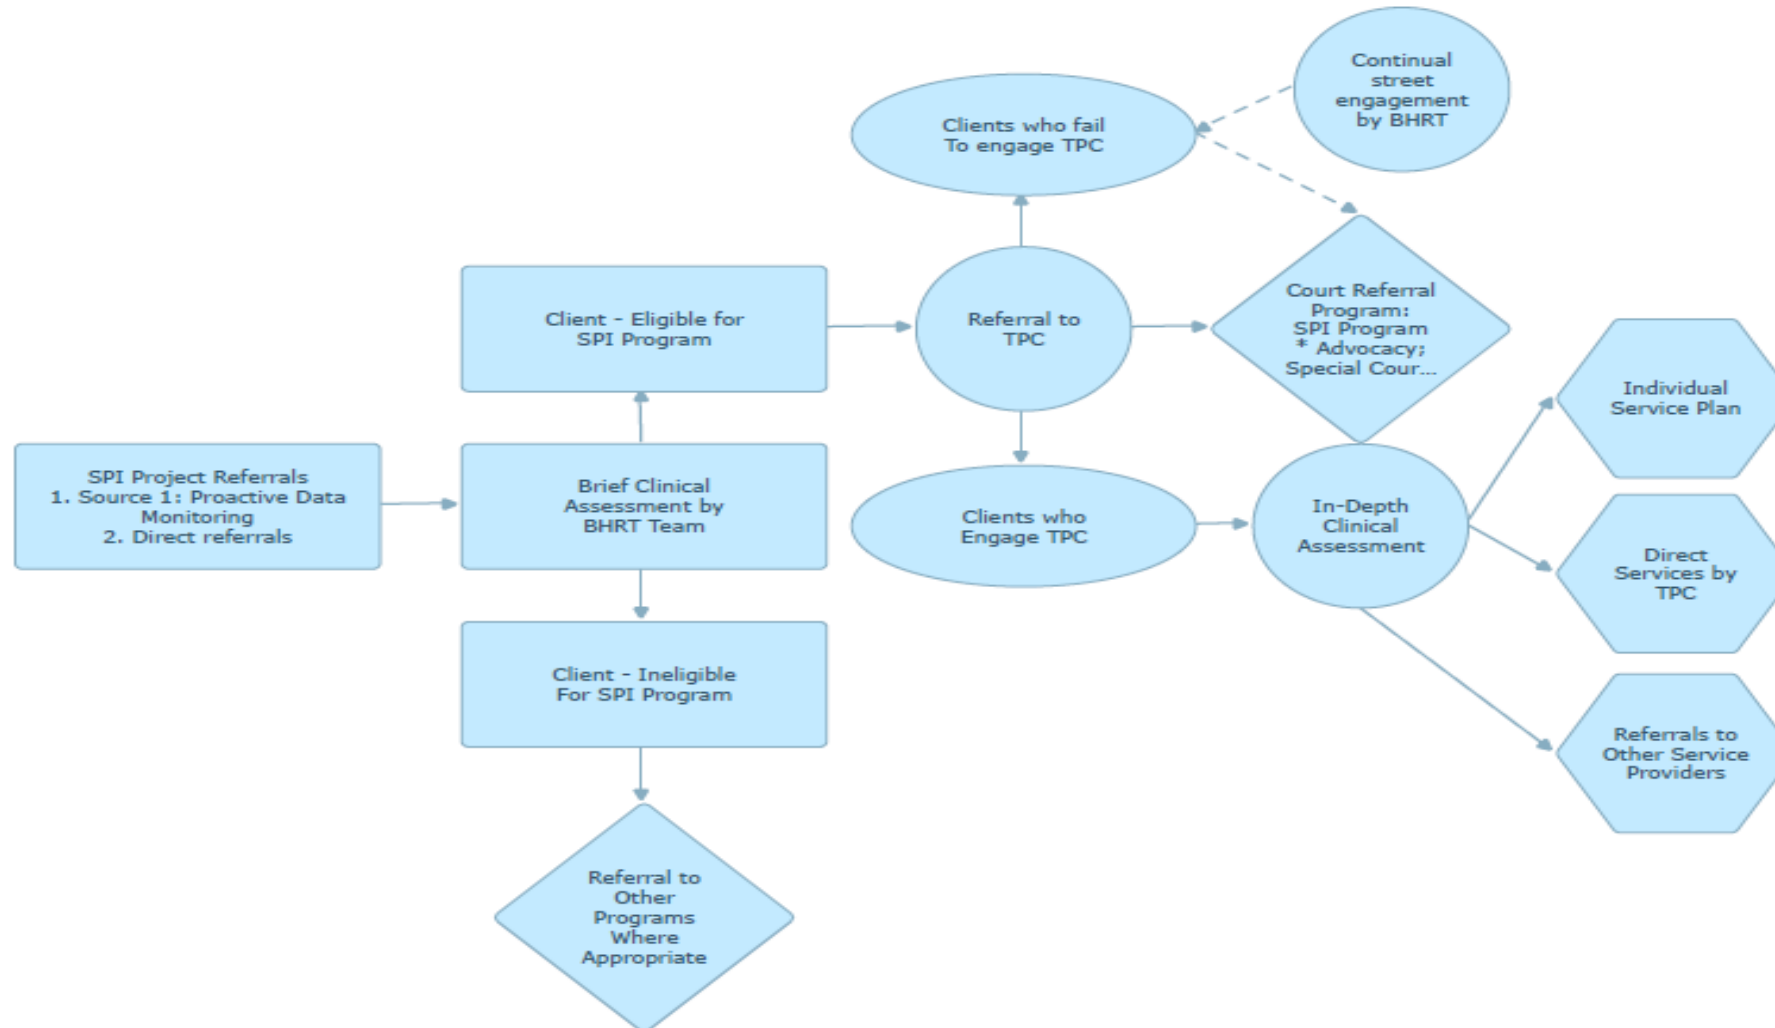 Continual
street
engagement
by BHRT
Clients who fail
To engage TPC
Client - Eligible for
SPI Program
Referral to
TPC
Court Referral
Program:
SPI Program
* Advocacy;
Special Cour...
Individual
Service Plan
SPI Project Referrals
1. Source 1: Proactive Data
Monitoring
2. Direct referrals
Brief Clinical
Assessment by
BHRT Team
Clients who
Engage TPC
In-Depth
Clinical
Assessment
Direct
Services by
TPC
Client - Ineligible
For SPI Program
Referrals to
Other Service
Providers
Referral to
Other
Programs
Where
Appropriate